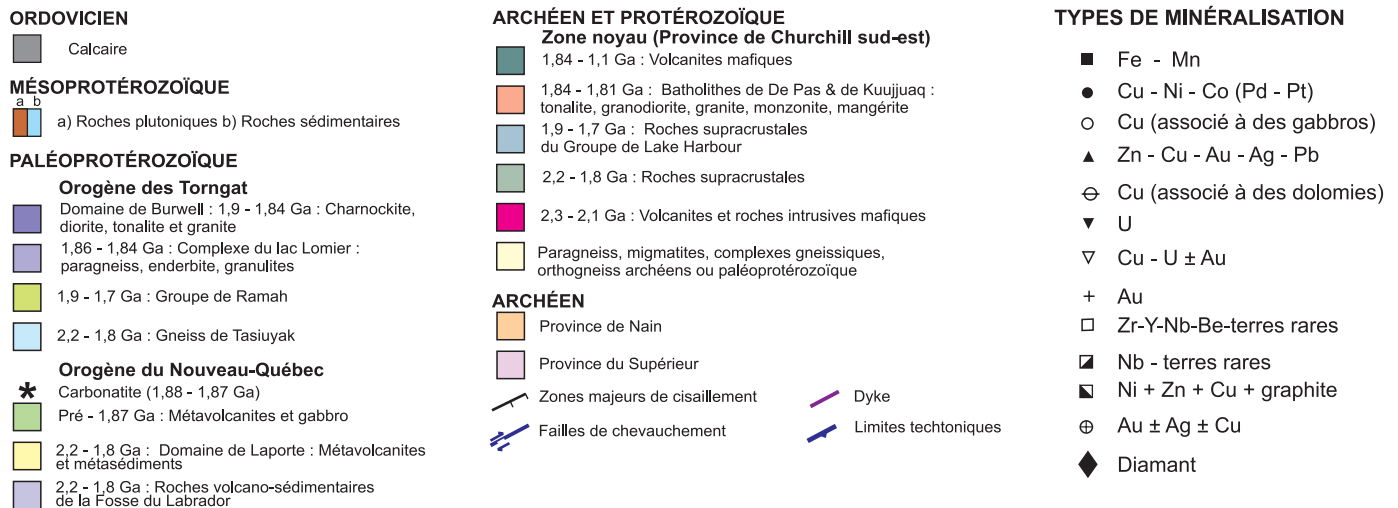 ORDOVICIEN
Calcaire
MÉSOPROTÉROZOÏQUE
a b
a) Roches plutoniques b) Roches sédimentaires
PALÉOPROTÉROZOÏQUE
Orogène des Torngat
Domaine de Burwell : 1,9 - 1,84 Ga : Charnockite,
diorite, tonalite et granite
1,86 - 1,84 Ga : Complexe du lac Lomier :
paragneiss, enderbite, granulites
1,9 - 1,7 Ga : Groupe de Ramah
2,2 - 1,8 Ga : Gneiss de Tasiuyak
Orogène du Nouveau-Québec
Carbonatite (1,88 - 1,87 Ga)
Pré - 1,87 Ga : Métavolcanites et gabbro
2,2 - 1,8 Ga : Domaine de Laporte : Métavolcanites
et métasédiments
2,2 - 1,8 Ga : Roches volcano-sédimentaires
de la Fosse du Labrador
ARCHÉEN ET PROTÉROZOÏQUE
Zone noyau (Province de Churchill sud-est)
1,84 - 1,1 Ga : Volcanites mafiques
1,84 - 1,81 Ga : Batholithes de De Pas & de Kuujjuaq :
tonalite, granodiorite, granite, monzonite, mangérite
1,9 - 1,7 Ga : Roches supracrustales
du Groupe de Lake Harbour
2,2 - 1,8 Ga : Roches supracrustales
2,3 - 2,1 Ga : Volcanites et roches intrusives mafiques
Paragneiss, migmatites, complexes gneissiques,
orthogneiss archéens ou paléoprotérozoïque
ARCHÉEN
Province de Nain
Province du Supérieur
Zones majeurs de cisaillement
Failles de chevauchement
Dyke
Limites techtoniques
TYPES DE MINÉRALISATION
Fe - Mn
Cu - Ni - Co (Pd - Pt)
Cu (associé à des gabbros)
Zn - Cu - Au - Ag - Pb
Cu (associé à des dolomies)
U
Cu - U ± Au
Au
Zr-Y-Nb-Be-terres rares
Nb - terres rares
Ni + Zn + Cu + graphite
Au ± Ag ± Cu
Diamant